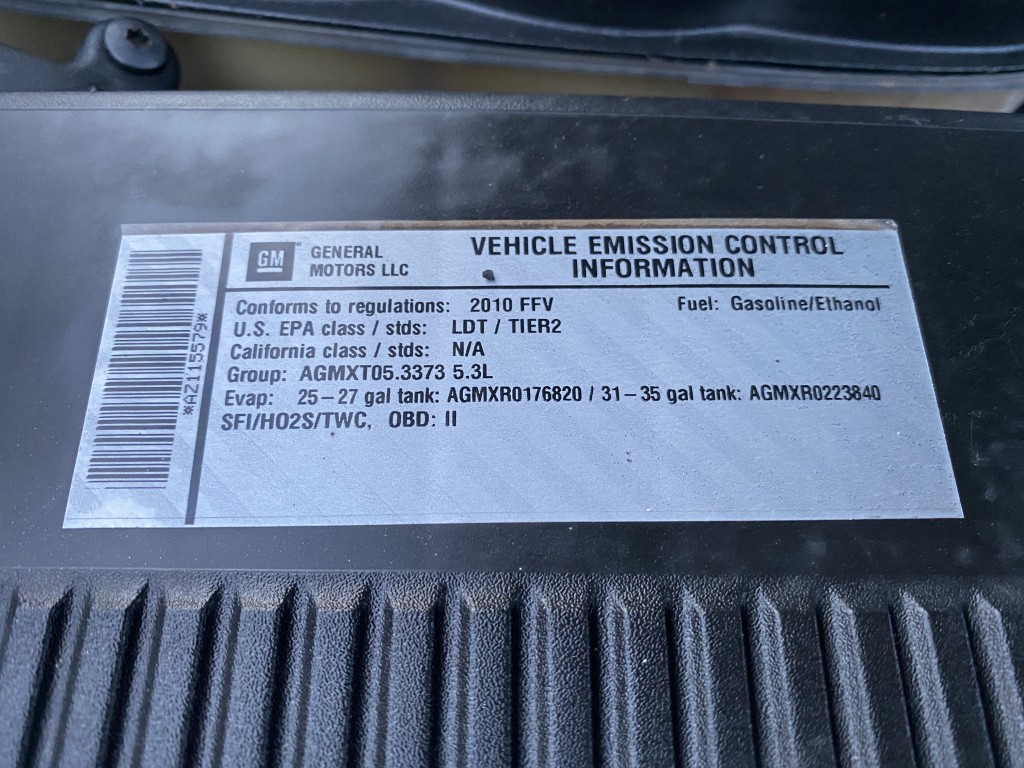 GM
GENERAL
MOTORS LLC
VEHICLE EMISSION CONTROL
INFORMATION
Conforms to regulations: 2010 FFV Fuel: Gasoline/Ethanol
U.S. EPA class / stds: LDT / TIER2
California class / stds: N/A
Group: AGMXT05.3373 5.3L
Evap: 25-27 gal tank: AGMXR0176820 / 31-35 gal tank: AGMXR0223840
SFI/HO2S/TWC, OBD: II
*AZ115579*